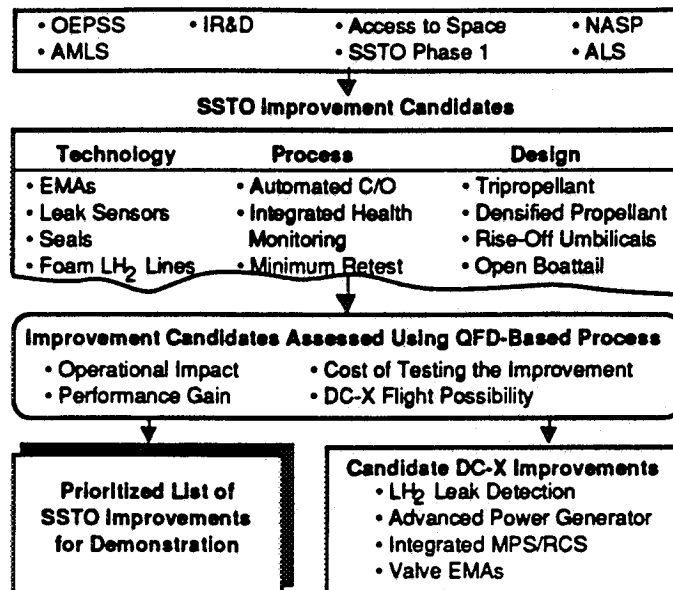 • OEPSS • IR&D • Access to Space • NASP
• AMLS • SSTO Phase 1 • ALS
SSTO Improvement Candidates
Technology Process Design
• EMAs • Automated C/O • Tripropellant
• Leak Sensors • Integrated Health • Densified Propellant
• Seals Monitoring • Rise-Off Umbilicals
• Foam LH2 Lines • Minimum Retest • Open Boattail
Improvement Candidates Assessed Using QFD-Based Process
• Operational Impact • Cost of Testing the Improvement
• Performance Gain • DC-X Flight Possibility
Prioritized List of
SSTO Improvements
for Demonstration
Candidate DC-X Improvements
• LH2 Leak Detection
• Advanced Power Generator
• Integrated MPS/RCS
• Valve EMAs